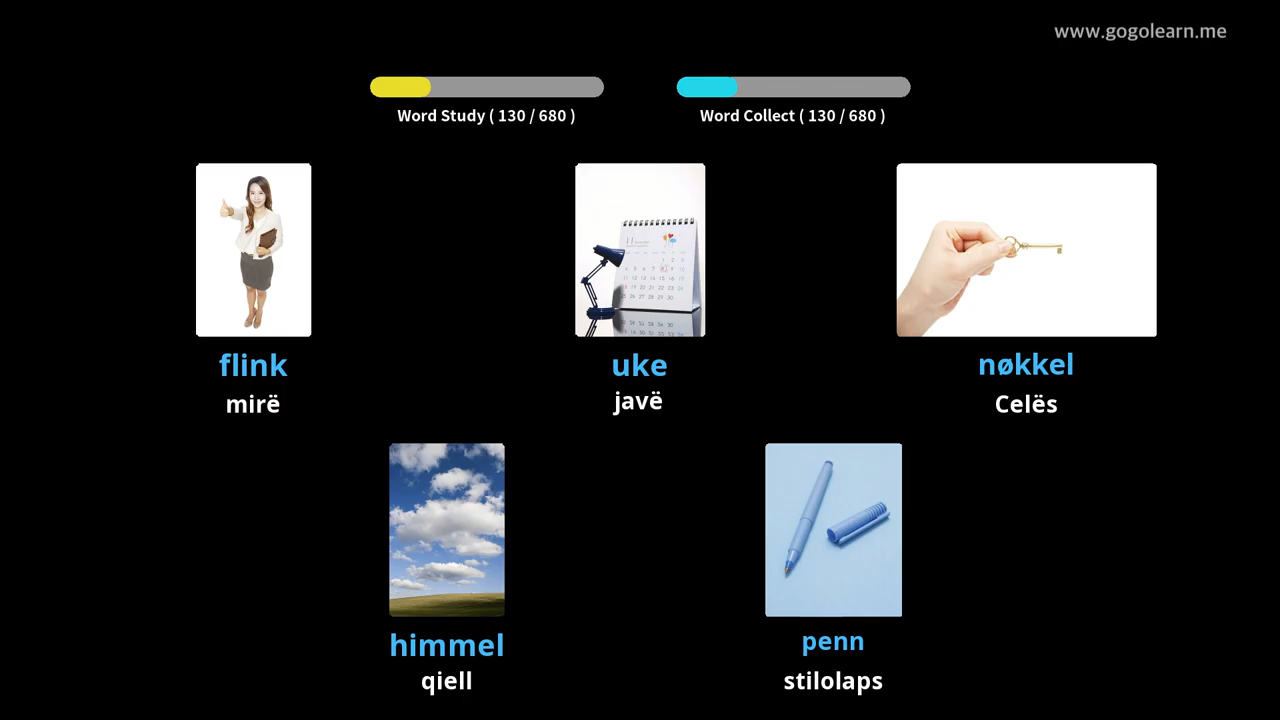 www.gogolearn.me
Word Study ( 130 / 680 )
Word Collect ( 130 / 680 )
flink
mirë
uke
javë
nøkkel
Celës
himmel
qiell
penn
stilolaps